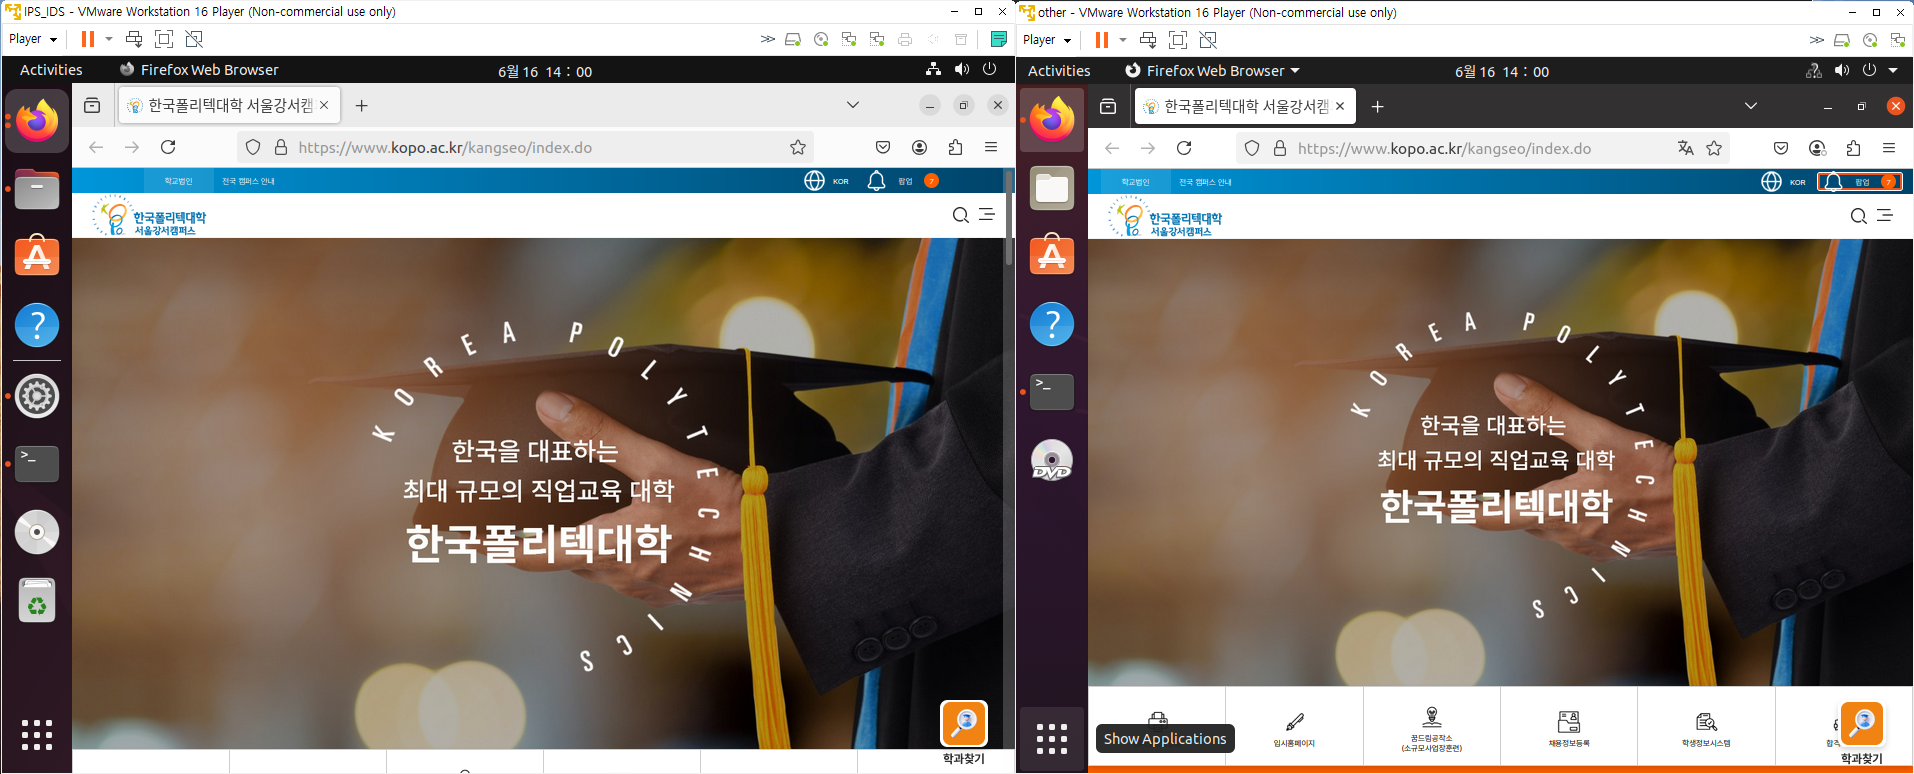 IPS_IDS - VMware Workstation 16 Player (Non-commercial use only)
Player
Activities
Firefox Web Browser
6월 16 14 : 00
한국폴리텍대학 서울강서캠
https://www.kopo.ac.kr/kangseo/index.do
학교법인
전국 캠퍼스 안내
KOR
팝업
7
한국폴리텍대학
서울강서캠퍼스
KOREA POLYTECHNICS
한국을 대표하는
최대 규모의 직업교육 대학
한국폴리텍대학
학과찾기
other - VMware Workstation 16 Player (Non-commercial use only)
Player
Activities
Firefox Web Browser
6월 16 14 : 00
한국폴리텍대학 서울강서캠
https://www.kopo.ac.kr/kangseo/index.do
학교법인
전국 캠퍼스 안내
KOR
팝업
7
한국폴리텍대학
서울강서캠퍼스
KOREA POLYTECHNICS
한국을 대표하는
최대 규모의 직업교육 대학
한국폴리텍대학
DVD
Show Applications
입시홈페이지
꿈드림공작소
(소규모사업장훈련)
채용정보등록
학생정보시스템
학과찾기